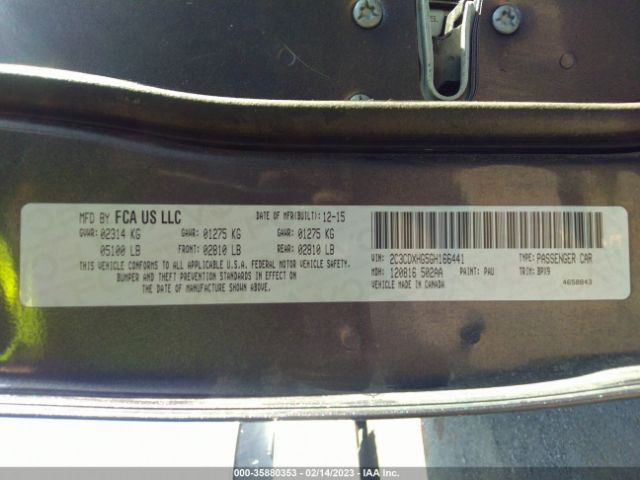 MFD BY FCA US LLC DATE OF MFR(BUILT): 12-15
GVWR: 02314 KG GAWR: 01275 KG GAWR: 01275 KG
05100 LB FRONT: 02810 LB REAR: 02810 LB
THIS VEHICLE CONFORMS TO ALL APPLICABLE U.S.A. FEDERAL MOTOR VEHICLE SAFETY,
BUMPER AND THEFT PREVENTION STANDARDS IN EFFECT ON
THE DATE OF MANUFACTURE SHOWN ABOVE.
VIN: 2C3CDXHG5GH166441 TYPE: PASSENGER CAR
MDH: 120816 502AA PAINT: PAU TRIM: BPX9
VEHICLE MADE IN CANADA 4658843
000-35880353 - 02/14/2023 - IAA Inc.